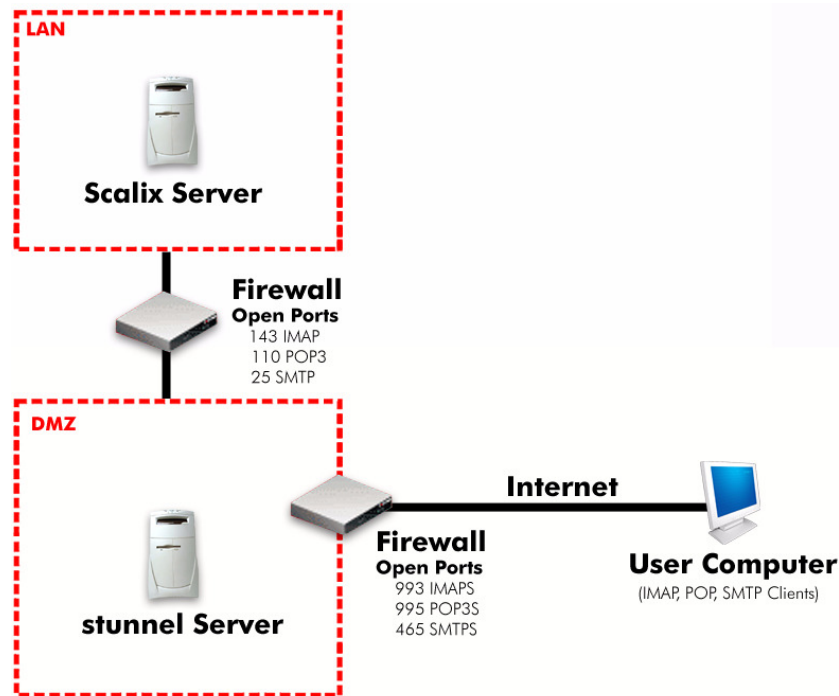 LAN
Scalix Server
Firewall
Open Ports
143 IMAP
110 POP3
25 SMTP
DMZ
stunnel Server
Firewall
Open Ports
993 IMAPS
995 POP3S
465 SMTPS
Internet
User Computer
(IMAP, POP, SMTP Clients)